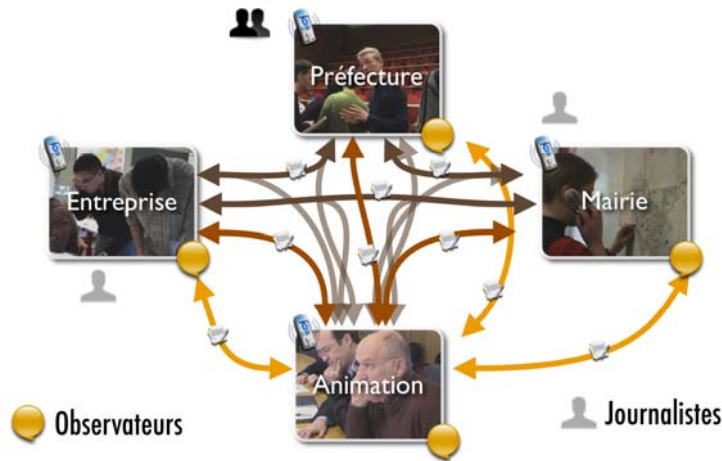 Préfecture
Entreprise
Mairie
Animation
Observateurs
Journalistes